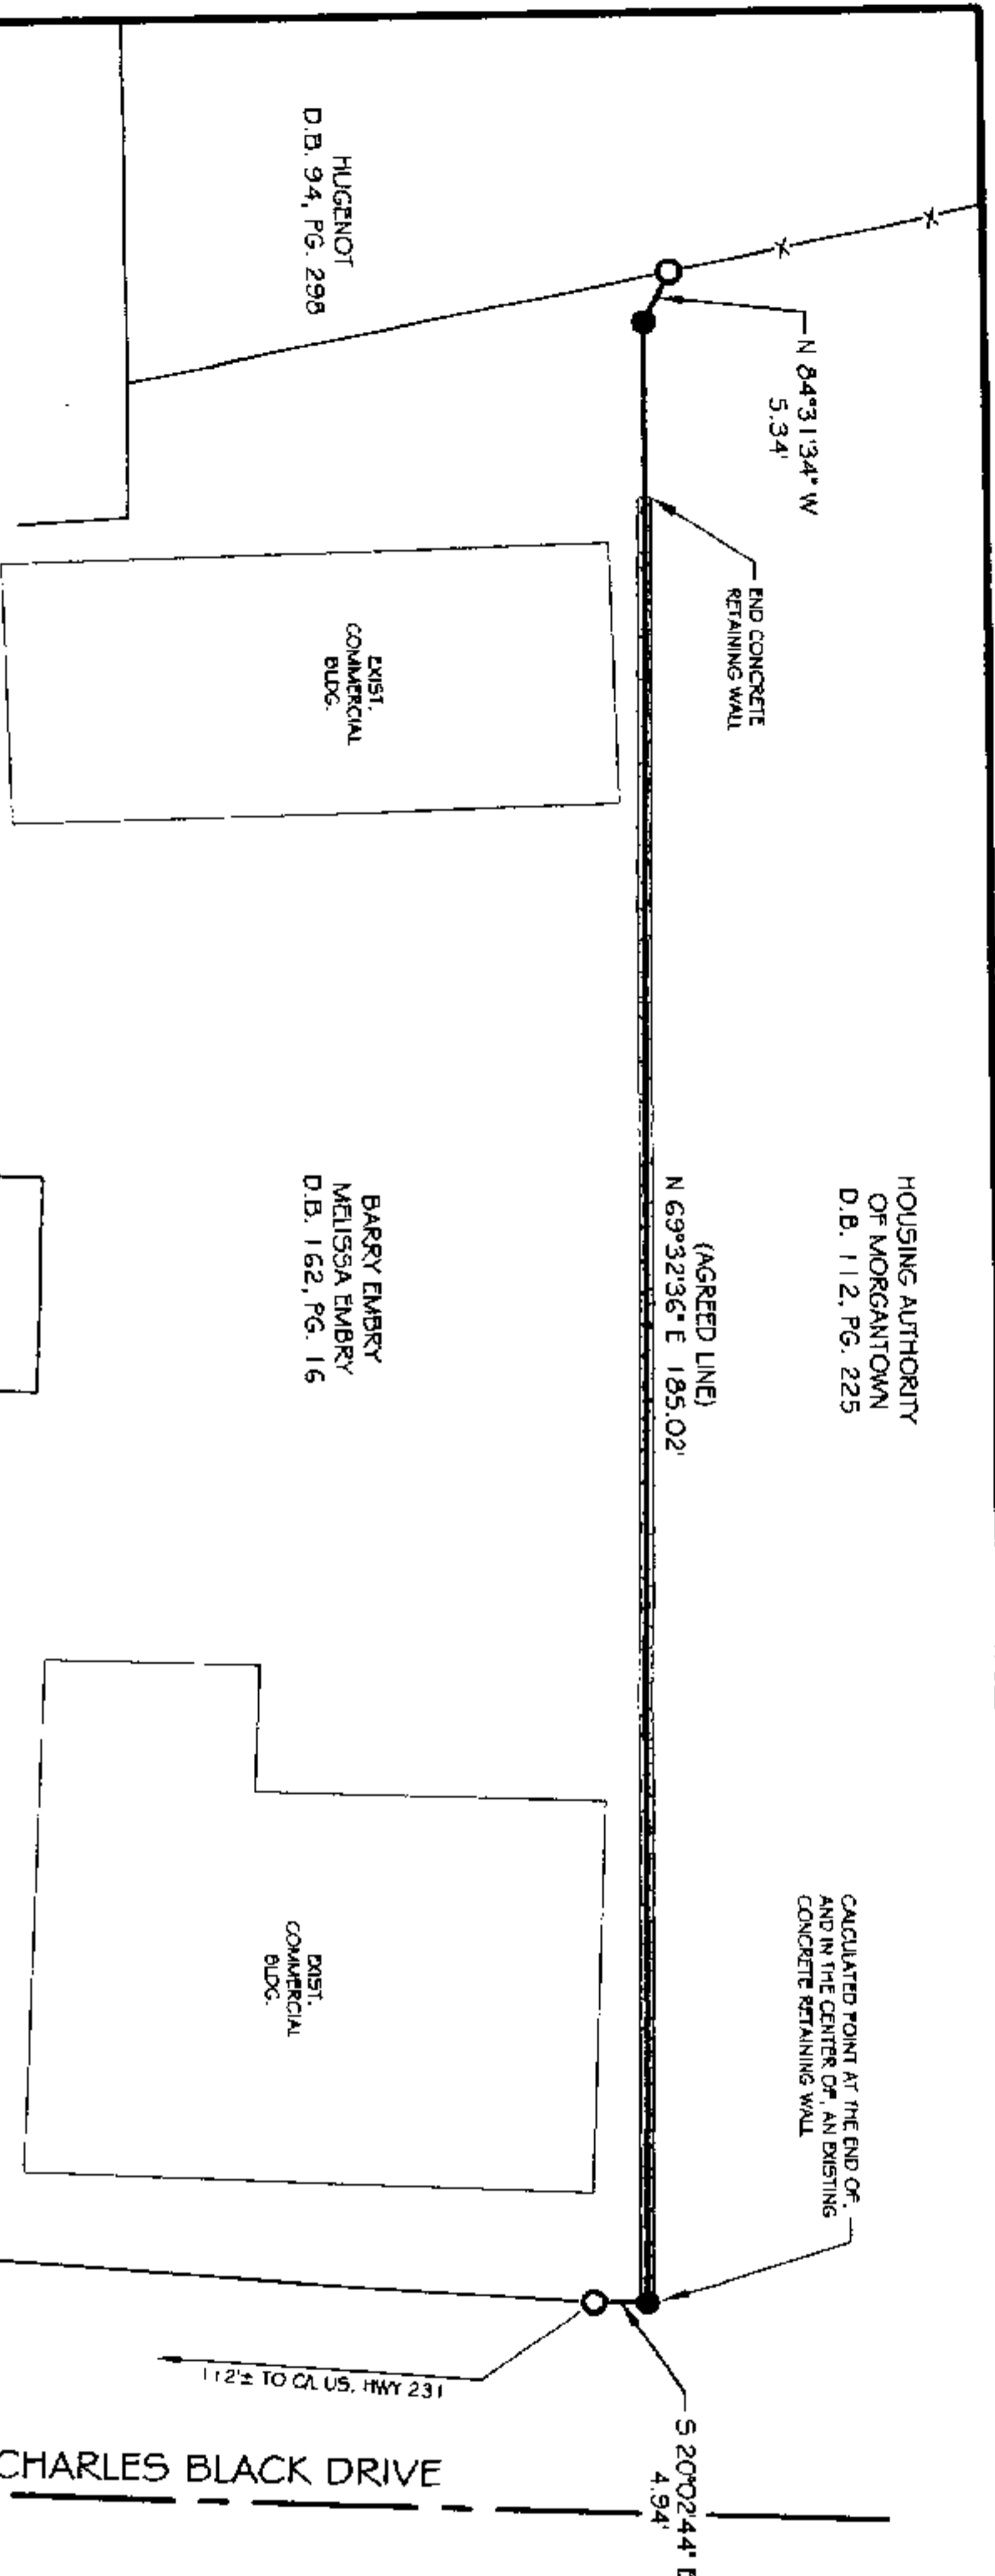 HUGENOT
D.B. 94, PG. 298
N 84°31'34" W
5.34'
END CONCRETE
RETAINING WALL
EXIST.
COMMERCIAL
BLDG.
HOUSING AUTHORITY
OF MORGANTOWN
D.B. 112, PG. 225
(AGREED LINE)
N 69°32'36" E 185.02'
BARRY EMBRY
MELISSA EMBRY
D.B. 162, PG. 16
CALCULATED POINT AT THE END OF,
AND IN THE CENTER OF, AN EXISTING
CONCRETE RETAINING WALL
EXIST.
COMMERCIAL
BLDG.
S 20°02'44" E
4.94'
112'± TO C/L US. HWY 231
CHARLES BLACK DRIVE